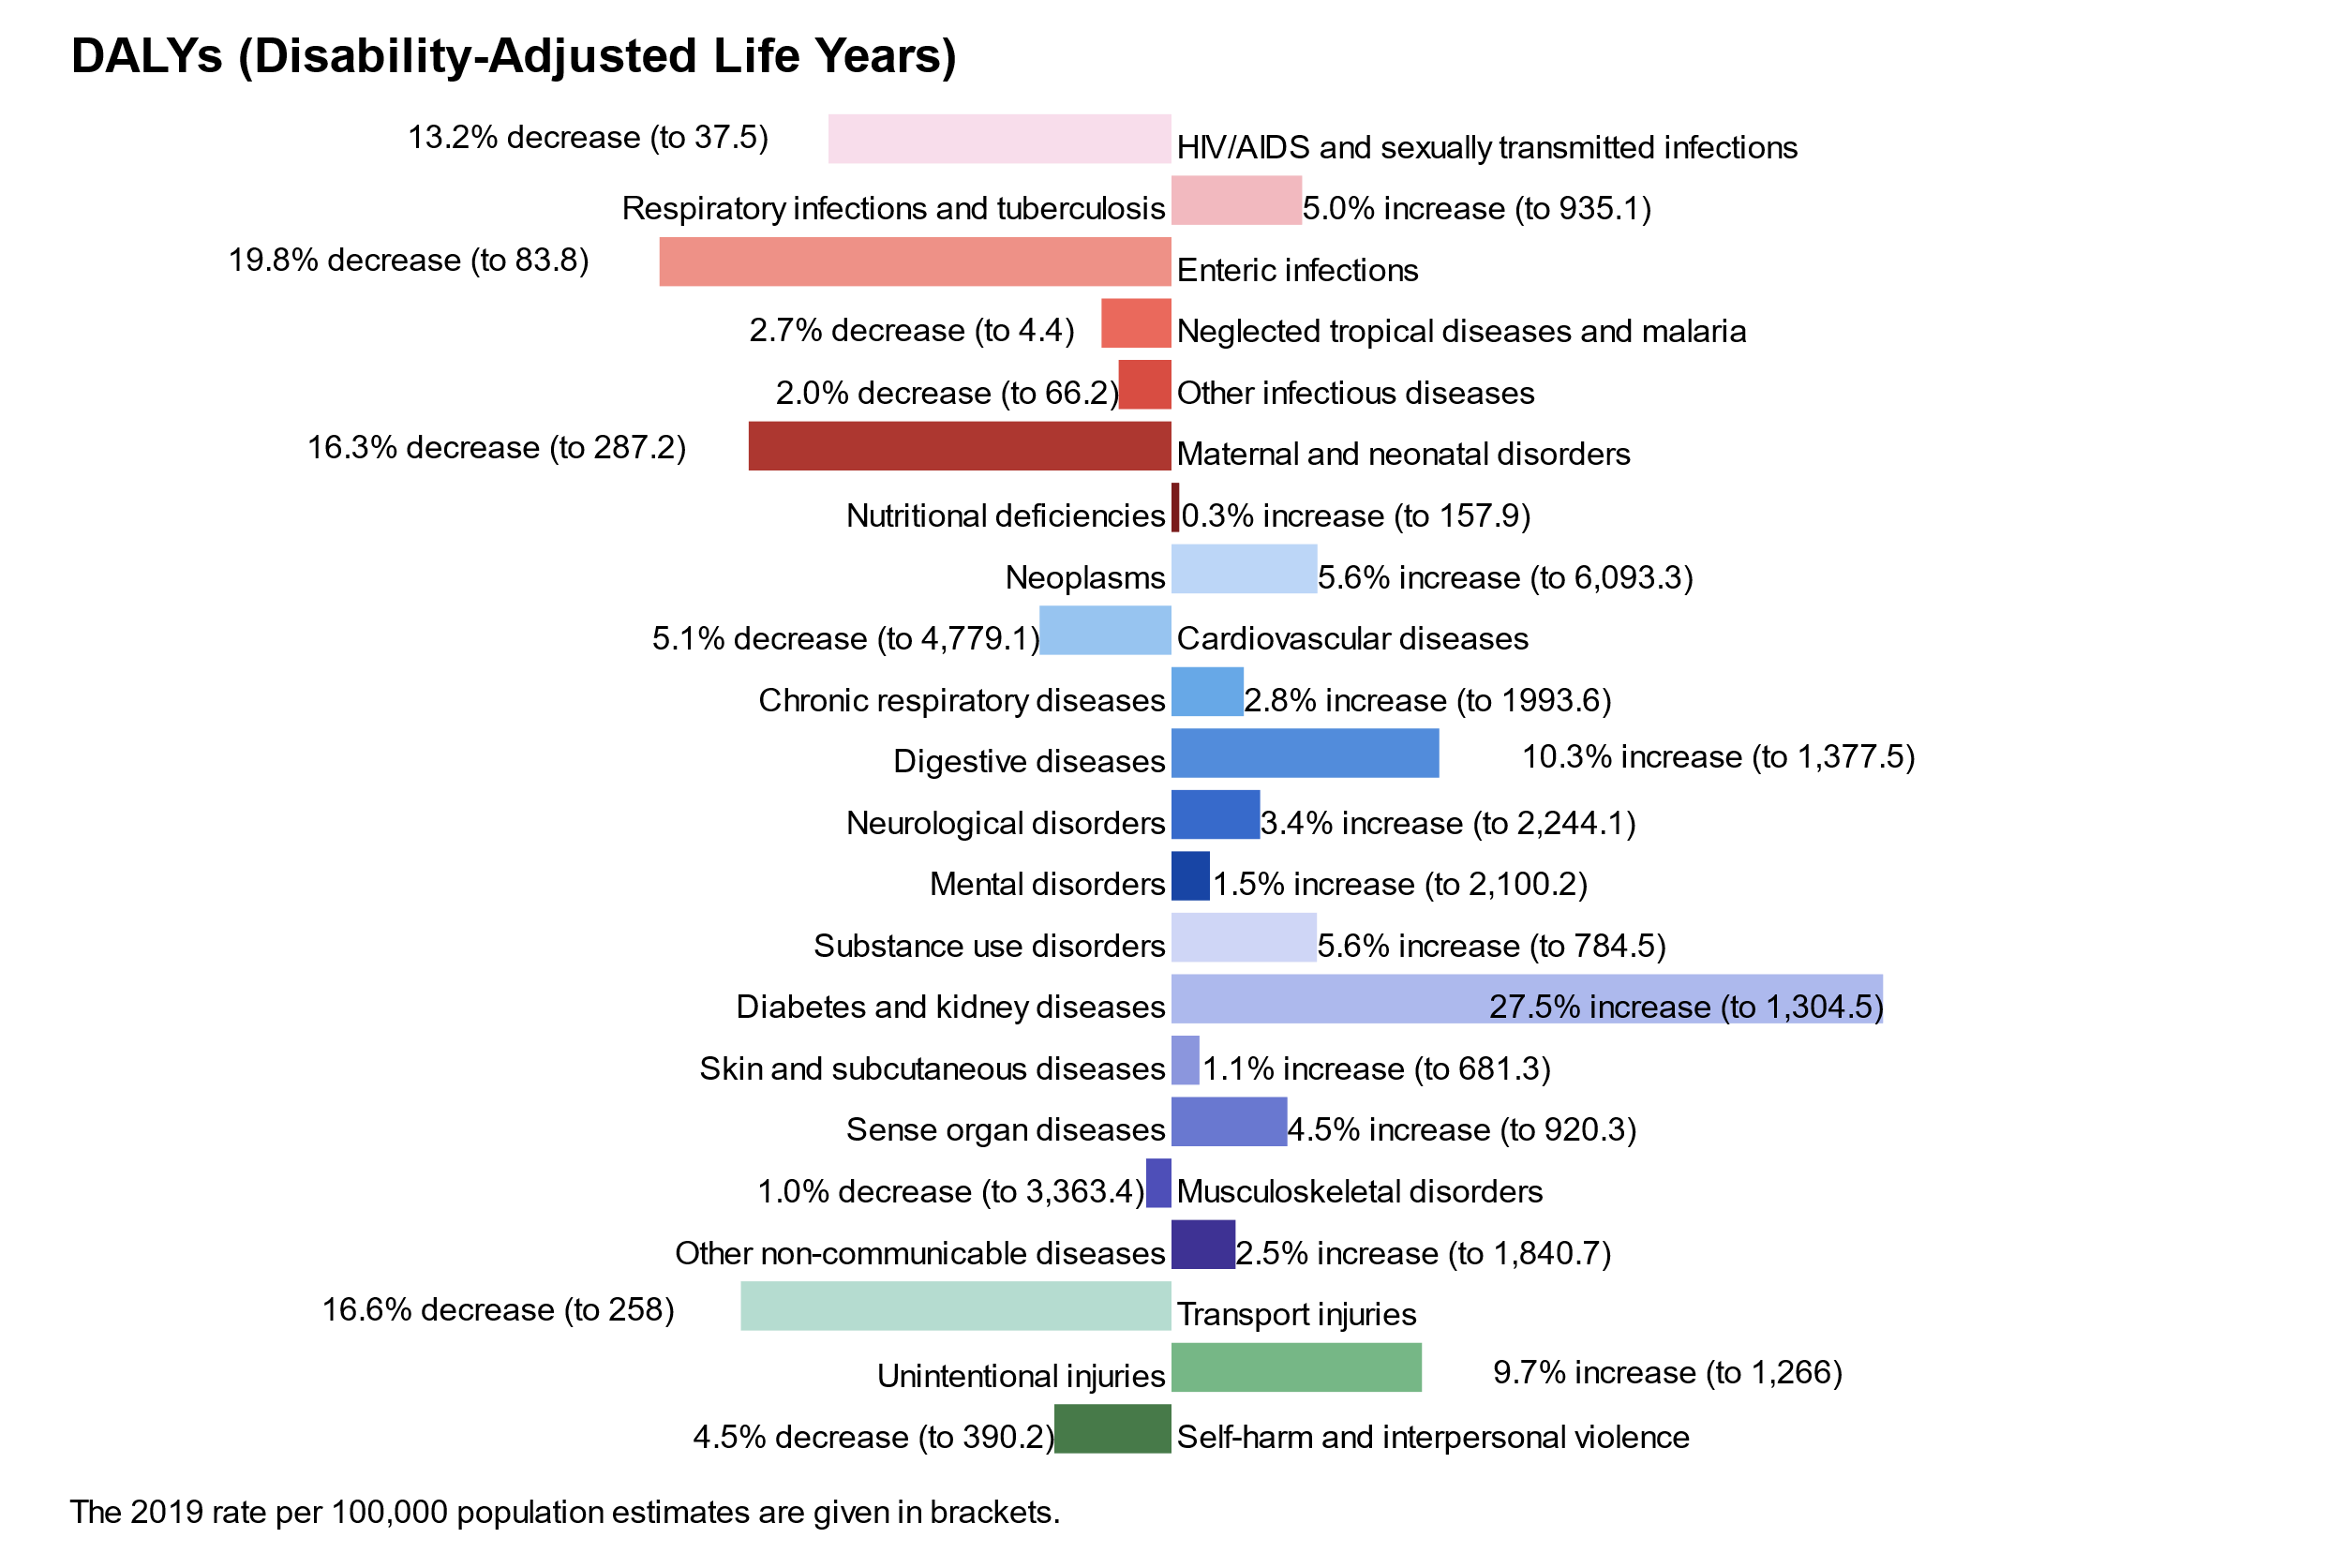 DALYs (Disability-Adjusted Life Years)
13.2% decrease (to 37.5) HIV/AIDS and sexually transmitted infections
Respiratory infections and tuberculosis 5.0% increase (to 935.1)
19.8% decrease (to 83.8) Enteric infections
2.7% decrease (to 4.4) Neglected tropical diseases and malaria
2.0% decrease (to 66.2) Other infectious diseases
16.3% decrease (to 287.2) Maternal and neonatal disorders
Nutritional deficiencies 0.3% increase (to 157.9)
Neoplasms 5.6% increase (to 6,093.3)
5.1% decrease (to 4,779.1) Cardiovascular diseases
Chronic respiratory diseases 2.8% increase (to 1993.6)
Digestive diseases 10.3% increase (to 1,377.5)
Neurological disorders 3.4% increase (to 2,244.1)
Mental disorders 1.5% increase (to 2,100.2)
Substance use disorders 5.6% increase (to 784.5)
Diabetes and kidney diseases 27.5% increase (to 1,304.5)
Skin and subcutaneous diseases 1.1% increase (to 681.3)
Sense organ diseases 4.5% increase (to 920.3)
1.0% decrease (to 3,363.4) Musculoskeletal disorders
Other non-communicable diseases 2.5% increase (to 1,840.7)
16.6% decrease (to 258) Transport injuries
Unintentional injuries 9.7% increase (to 1,266)
4.5% decrease (to 390.2) Self-harm and interpersonal violence
The 2019 rate per 100,000 population estimates are given in brackets.